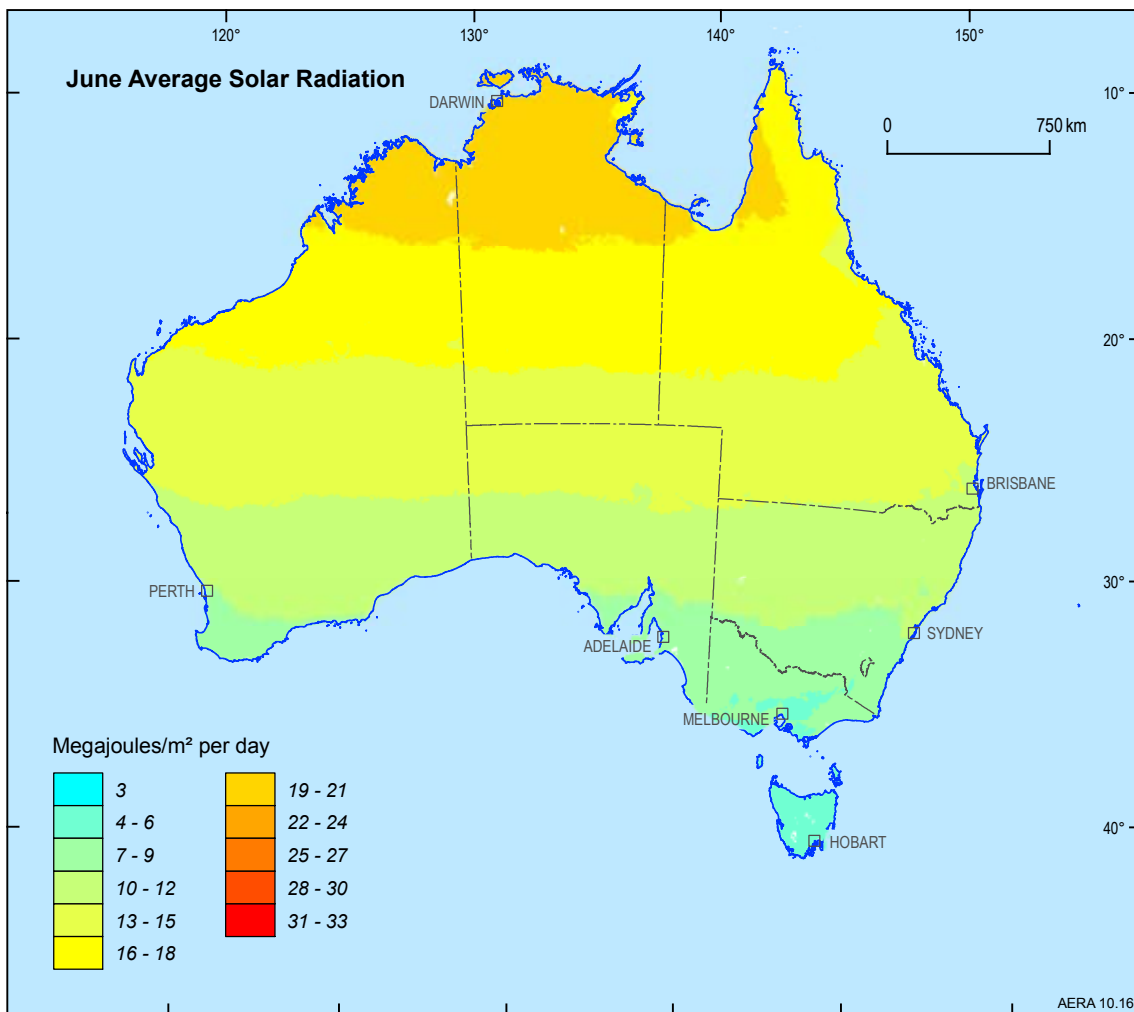 120° 130° 140° 150°
June Average Solar Radiation
DARWIN
10°
0 750 km
20°
BRISBANE
PERTH
30°
SYDNEY
ADELAIDE
MELBOURNE
Megajoules/m² per day
3 19 - 21
4 - 6 22 - 24
40°
HOBART
7 - 9 25 - 27
10 - 12 28 - 30
13 - 15 31 - 33
16 - 18
AERA 10.16